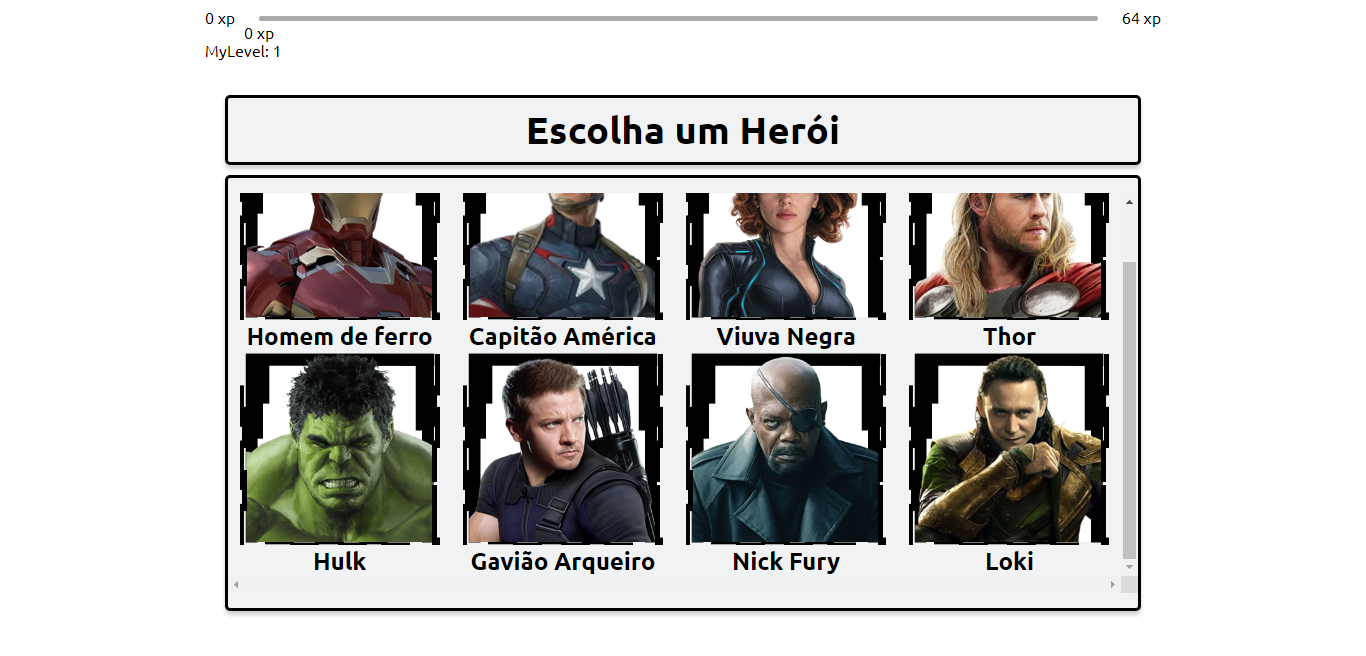 0 xp 64 xp
0 xp
MyLevel: 1
Escolha um Herói
Homem de ferro Capitão América Viuva Negra Thor
Hulk Gavião Arqueiro Nick Fury Loki